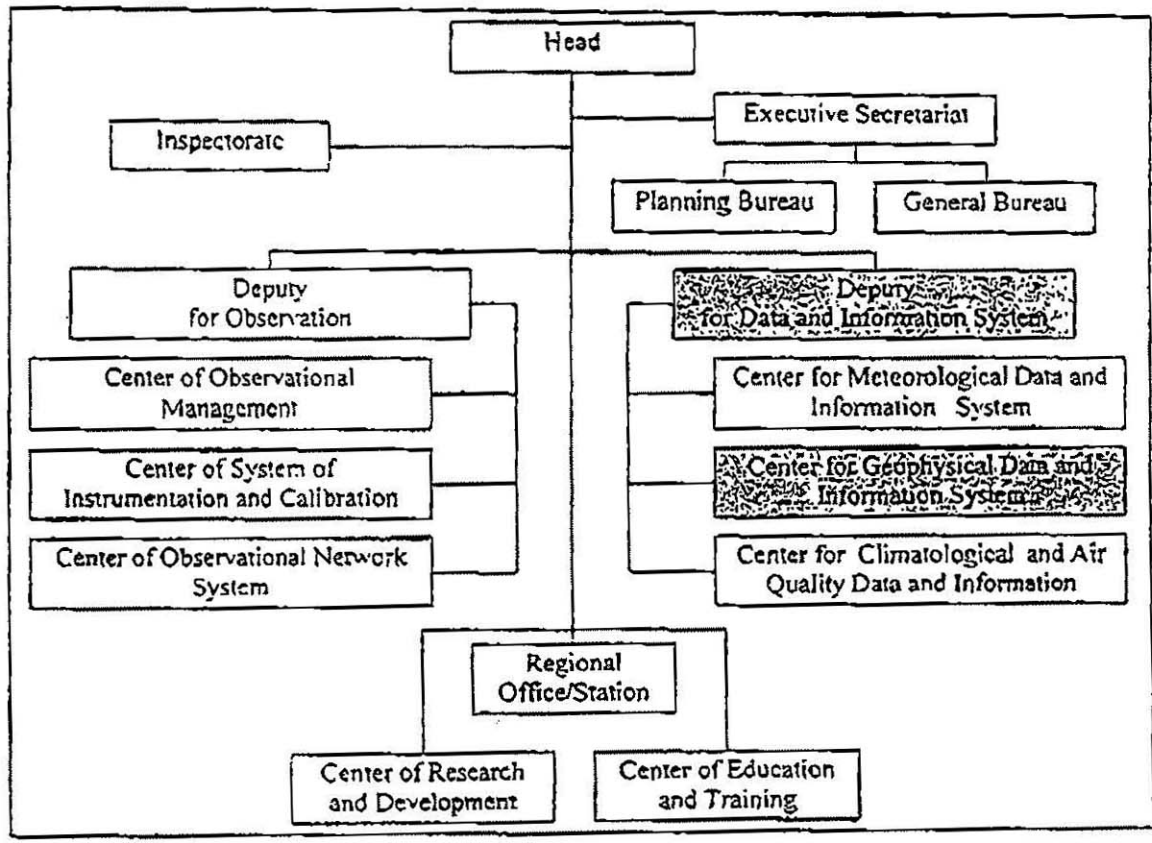 Head
Executive Secretariat
Inspectorate
Planning Bureau
General Bureau
Deputy
for Observation
Deputy
for Data and Information System
Center of Observational
Management
Center for Meteorological Data and
Information System
Center of System of
Instrumentation and Calibration
Center for Geophysical Data and
Information System
Center of Observational Network
System
Center for Climatological and Air
Quality Data and Information
Regional
Office/Station
Center of Research
and Development
Center of Education
and Training